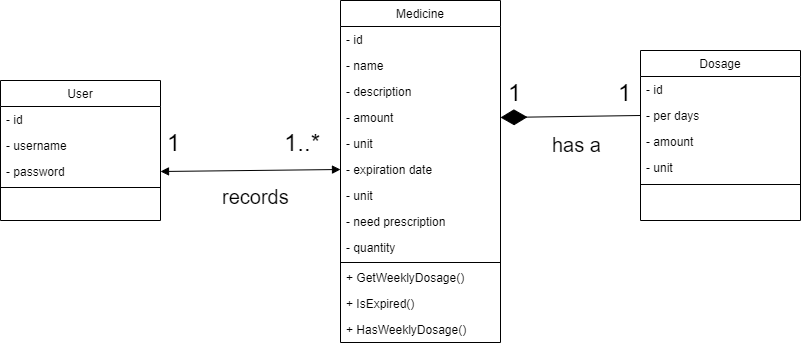 User
- id
- username
- password
1
1..*
records
Medicine
- id
- name
- description
- amount
- unit
- expiration date
- unit
- need prescription
- quantity
+ GetWeeklyDosage()
+ IsExpired()
+ HasWeeklyDosage()
1
1
has a
Dosage
- id
- per days
- amount
- unit